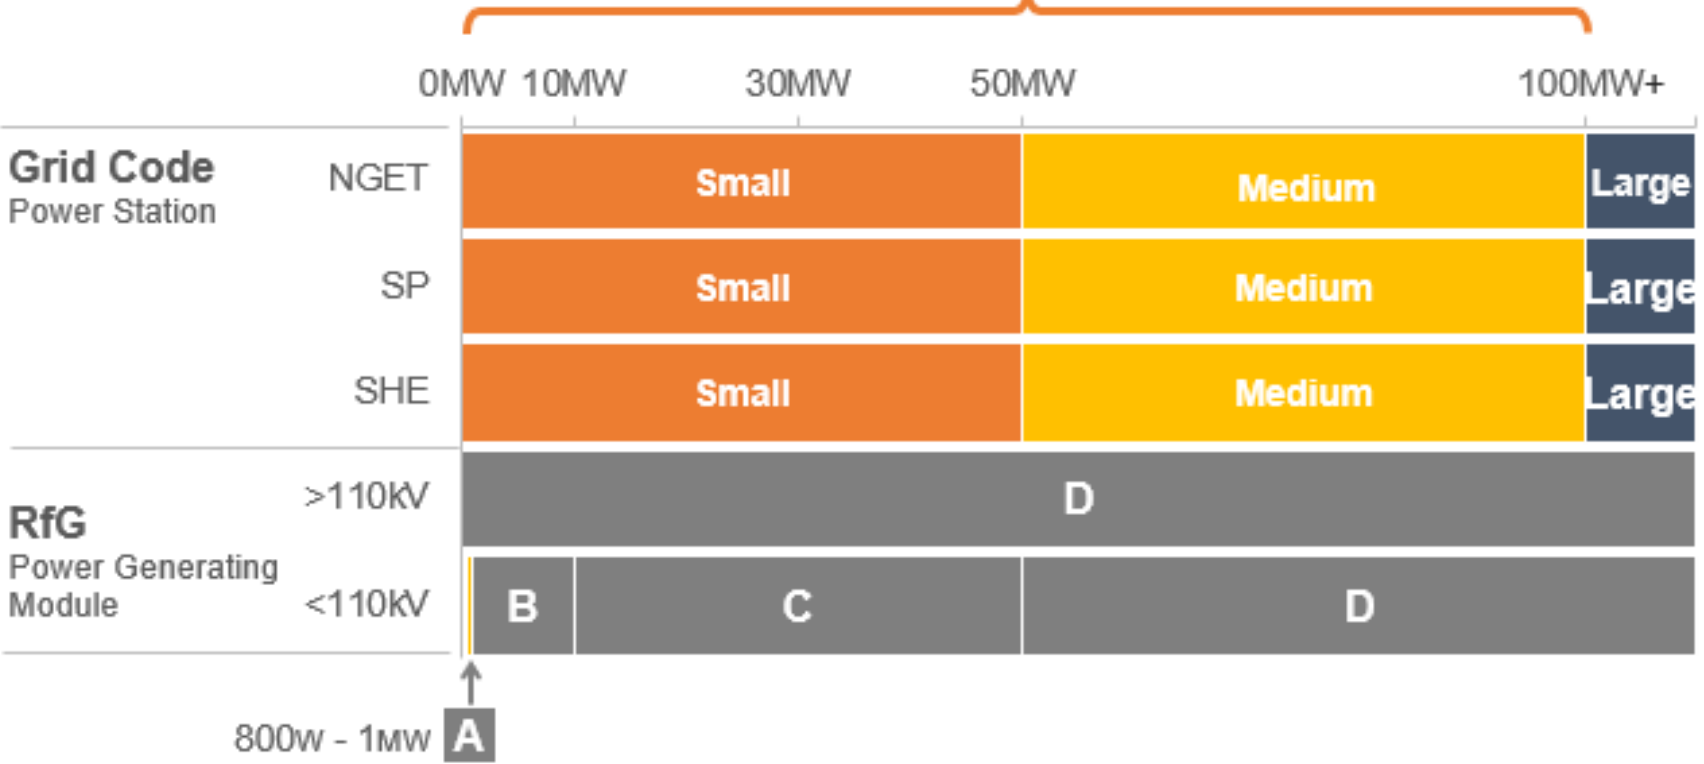 0MW 10MW 30MW 50MW 100MW+
Grid Code NGET Small Medium Large
Power Station
SP Small Medium Large
SHE Small Medium Large
>110kV D
RfG
Power Generating
Module <110kV B C D
800W - 1MW A